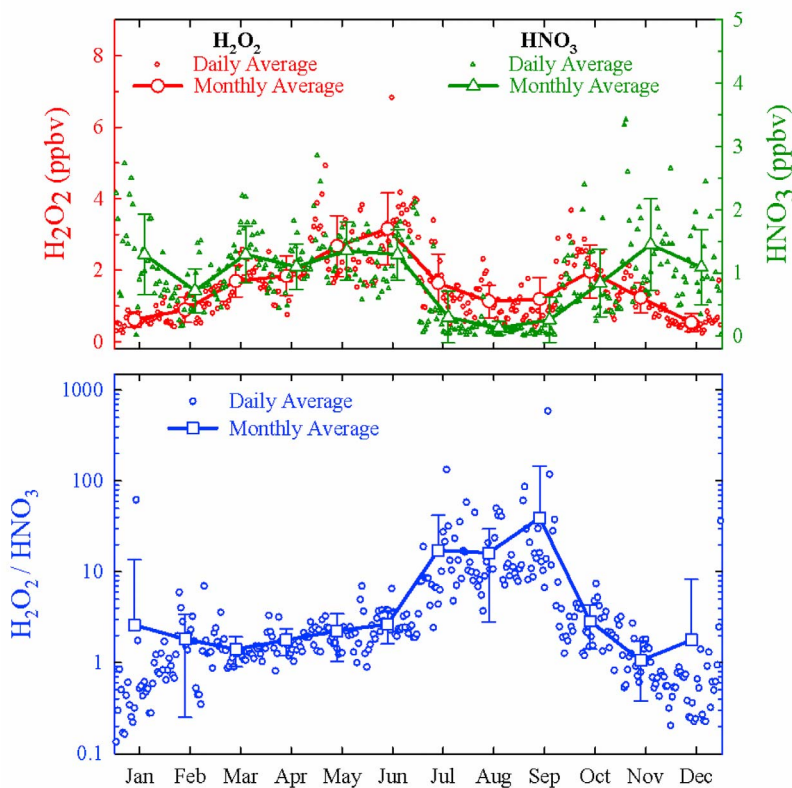 H₂O₂
HNO₃
Daily Average
Daily Average
Monthly Average
Monthly Average
8
6
4
2
0
H₂O₂ (ppbv)
5
4
3
2
1
0
HNO₃ (ppbv)
Daily Average
Monthly Average
1000
100
10
1
0.1
H₂O₂ / HNO₃
Jan Feb Mar Apr May Jun Jul Aug Sep Oct Nov Dec